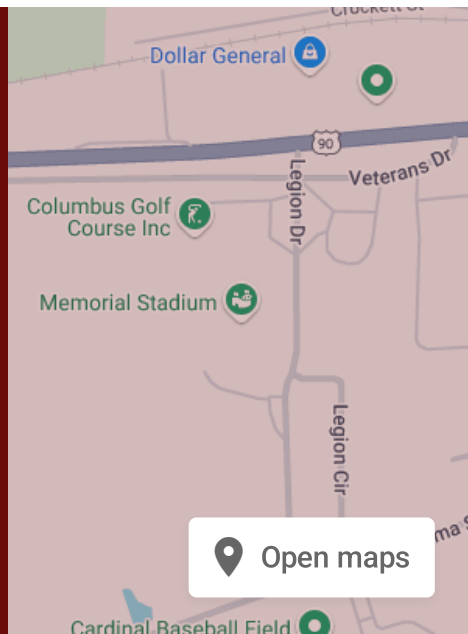 Crockett St
Dollar General
90
Veterans Dr
Legion Dr
Columbus Golf
Course Inc
Memorial Stadium
Legion Cir
Open maps
Cardinal Baseball Field